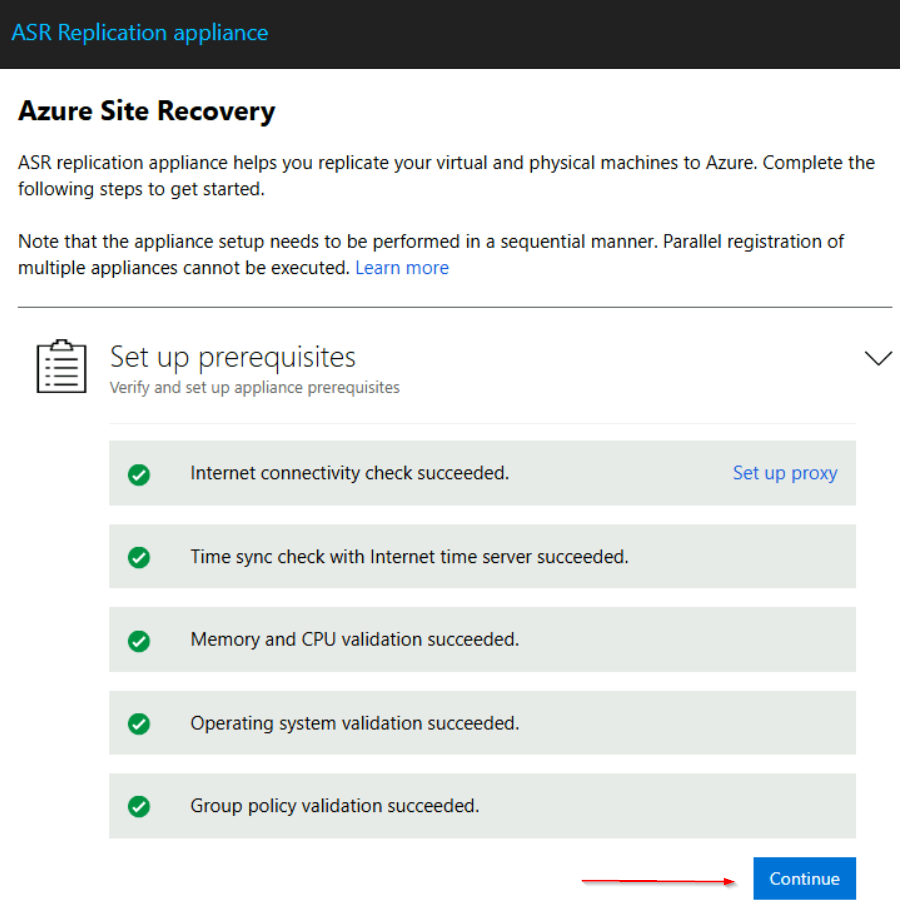 ASR Replication appliance
Azure Site Recovery
ASR replication appliance helps you replicate your virtual and physical machines to Azure. Complete the
following steps to get started.
Note that the appliance setup needs to be performed in a sequential manner. Parallel registration of
multiple appliances cannot be executed. Learn more
Set up prerequisites
Verify and set up appliance prerequisites
Internet connectivity check succeeded. Set up proxy
Time sync check with Internet time server succeeded.
Memory and CPU validation succeeded.
Operating system validation succeeded.
Group policy validation succeeded.
Continue